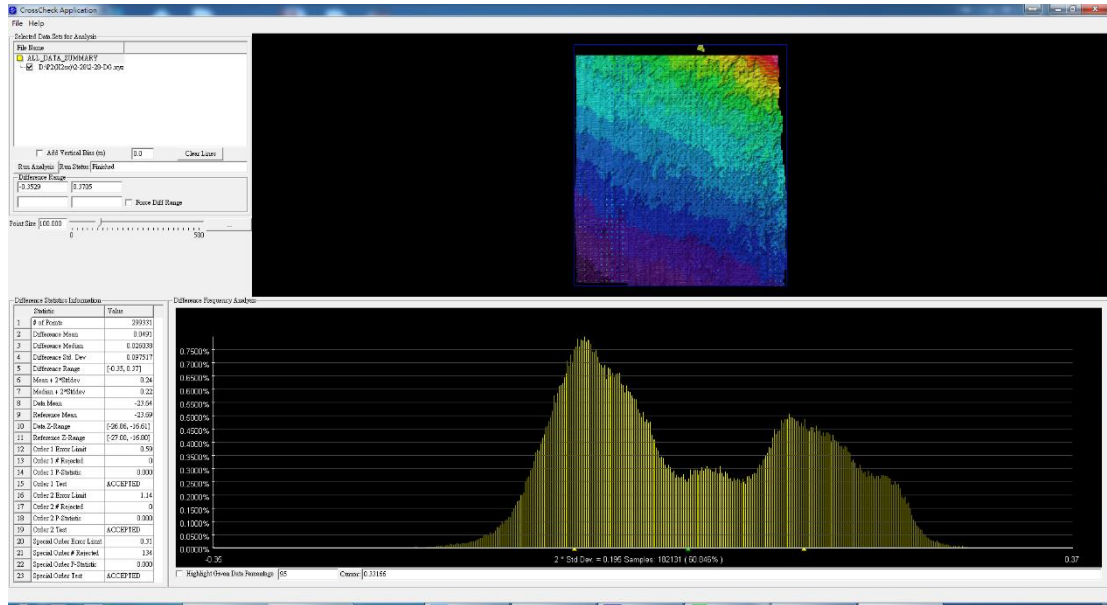 CrossCheck Application
File Help
Selected Data Sets for Analysis
File Name
ALL_DATA_SUMMARY
Add Vertical Bias (m) 0.0 Clear Lines
Run Analysis Run Status Finished
Difference Range
-0.3529 0.3705
Force Diff Range
Point Size 100.000
0 500
Difference Statistics Information
Statistic Value
1 # of Points 299331
2 Difference Mean 0.0491
3 Difference Median 0.026038
4 Difference Std. Dev 0.097517
5 Difference Range [-0.35, 0.37]
6 Mean + 2*Stddev 0.24
7 Median + 2*Stddev 0.22
8 Data Mean -23.64
9 Reference Mean -23.69
10 Data Z-Range [-26.86, -16.61]
11 Reference Z-Range [-27.00, -16.80]
12 Order 1 Error Limit 0.59
13 Order 1 # Rejected 0
14 Order 1 P-Statistic 0.000
15 Order 1 Test ACCEPTED
16 Order 2 Error Limit 1.14
17 Order 2 # Rejected 0
18 Order 2 P-Statistic 0.000
19 Order 2 Test ACCEPTED
20 Special Order Error Limit 0.31
21 Special Order # Rejected 134
22 Special Order P-Statistic 0.000
23 Special Order Test ACCEPTED
Difference Frequency Analysis
0.7500%
0.7000%
0.6500%
0.6000%
0.5500%
0.5000%
0.4500%
0.4000%
0.3500%
0.3000%
0.2500%
0.2000%
0.1500%
0.1000%
0.0500%
0.0000%
-0.35 2 * Std Dev. = 0.195 Samples: 182131 ( 60.846% ) 0.37
Highlight Given Data Percentage 95 0.33166